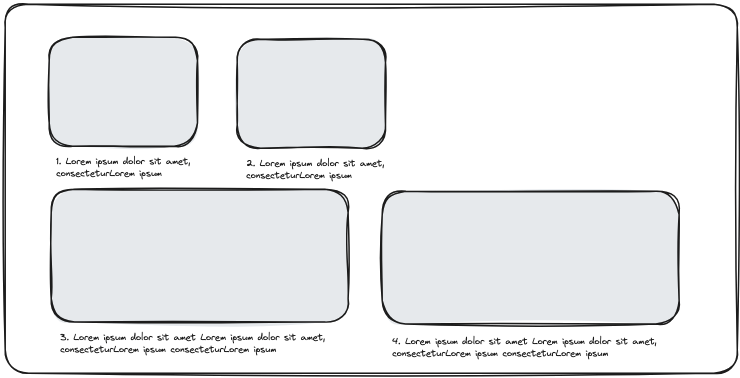 1. Lorem ipsum dolor sit amet,
consecteturLorem ipsum
2. Lorem ipsum dolor sit amet,
consecteturLorem ipsum
3. Lorem ipsum dolor sit amet Lorem ipsum dolor sit amet,
consecteturLorem ipsum consecteturLorem ipsum
4. Lorem ipsum dolor sit amet Lorem ipsum dolor sit amet,
consecteturLorem ipsum consecteturLorem ipsum